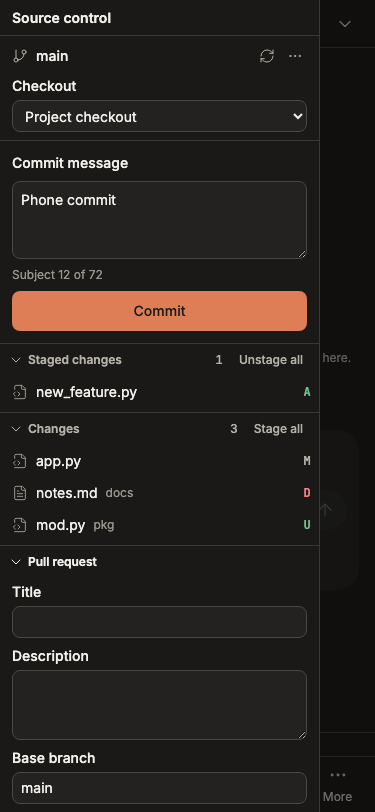 Source control
main
Checkout
Project checkout
Commit message
Phone commit
Subject 12 of 72
Commit
Staged changes 1 Unstage all
here.
new_feature.py A
Changes 3 Stage all
app.py M
notes.md docs D
mod.py pkg U
Pull request
Title
Description
Base branch
main
More